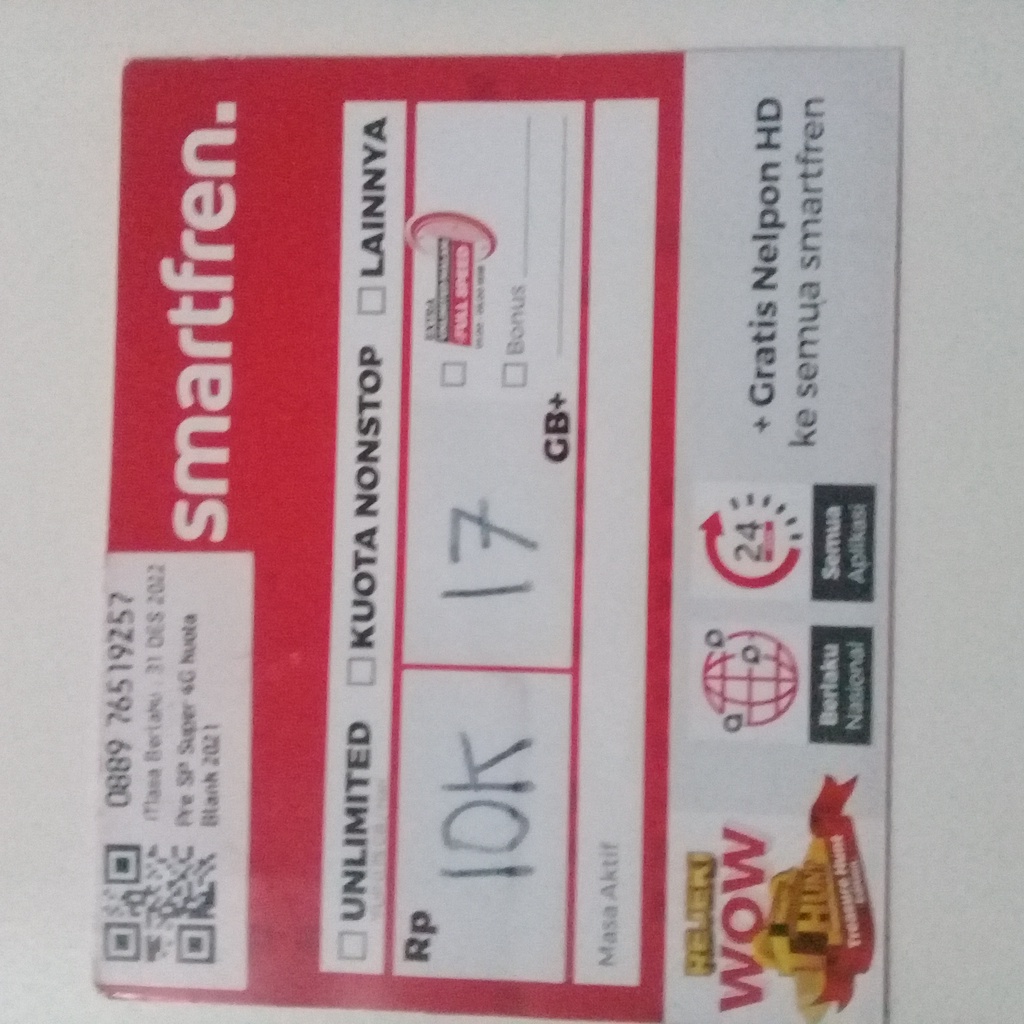 0889 76519257
Masa Berlaku : 31 DES 2022
Pre SP Super 4G Kuota
Blank 2021
smartfren.
UNLIMITED KUOTA NONSTOP LAINNYA
Rp
10K
17
GB+
EXTRA
FULL SPEED
Bonus
Masa Aktif
REJEKI
WOW
Berlaku
Nasional
24
Semua
Aplikasi
+ Gratis Nelpon HD
ke semua smartfren